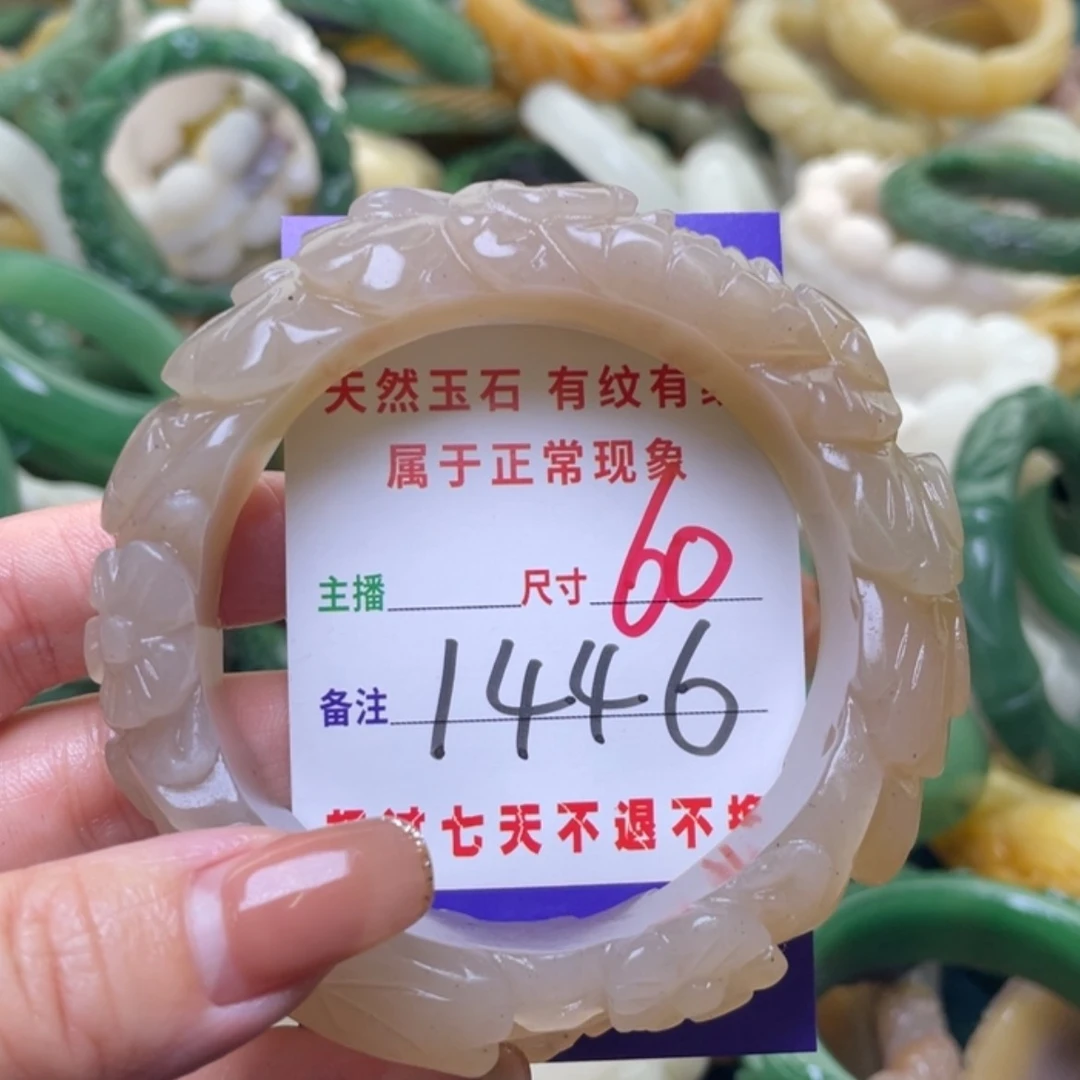 天然玉石 有纹有
属于正常现象
主播 尺寸 60
备注 1446
七天不退不换